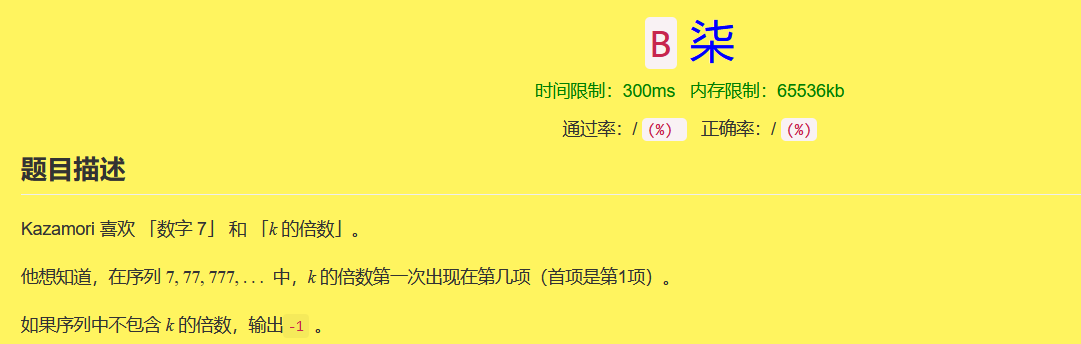 B 柒
时间限制：300ms 内存限制：65536kb
通过率：/ (%) 正确率：/ (%)
题目描述
Kazamori 喜欢 「数字 7」 和 「k 的倍数」。
他想知道，在序列 7, 77, 777, . . . 中，k 的倍数第一次出现在第几项（首项是第1项）。
如果序列中不包含 k 的倍数，输出 -1 。